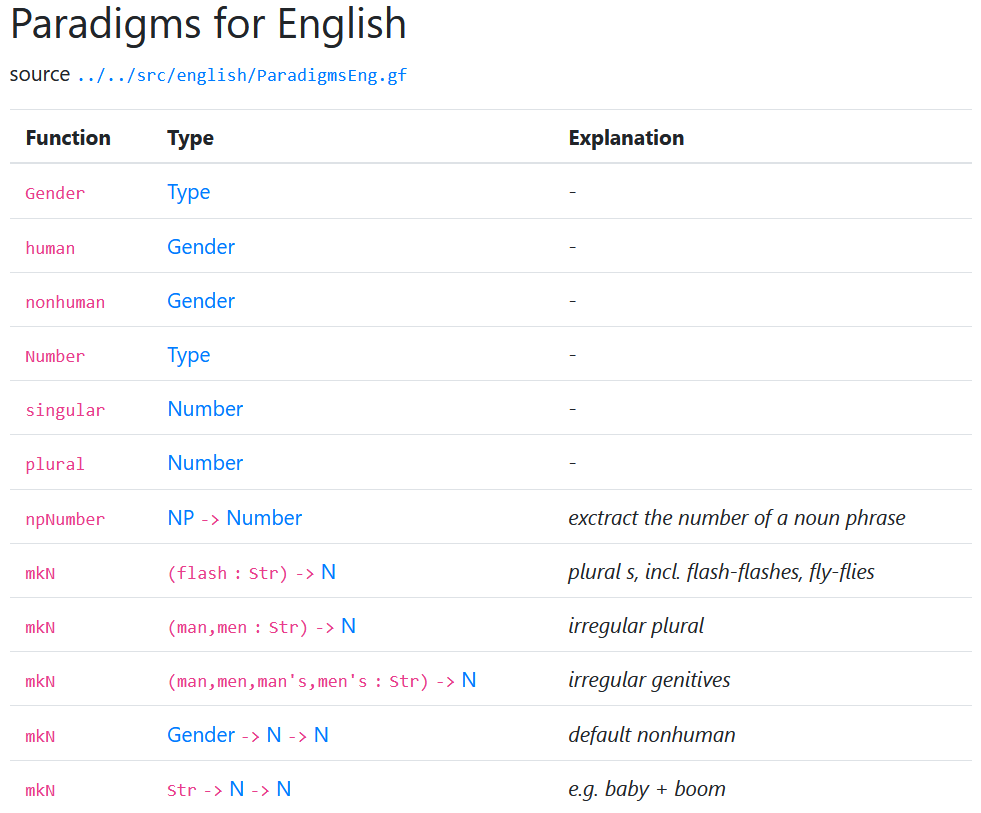 Paradigms for English
source ../../src/english/ParadigmsEng.gf
Function Type Explanation
Gender Type -
human Gender -
nonhuman Gender -
Number Type -
singular Number -
plural Number -
npNumber NP -> Number exctract the number of a noun phrase
mkN (flash : Str) -> N plural s, incl. flash-flashes, fly-flies
mkN (man,men : Str) -> N irregular plural
mkN (man,men,man's,men's : Str) -> N irregular genitives
mkN Gender -> N -> N default nonhuman
mkN Str -> N -> N e.g. baby + boom